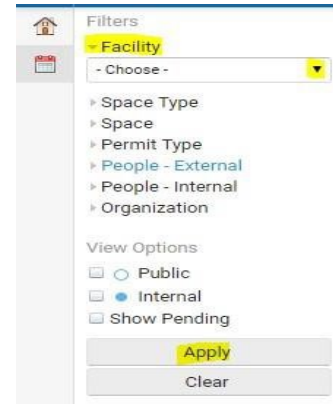 Filters
Facility
- Choose -
Space Type
Space
Permit Type
People - External
People - Internal
Organization
View Options
Public
Internal
Show Pending
Apply
Clear